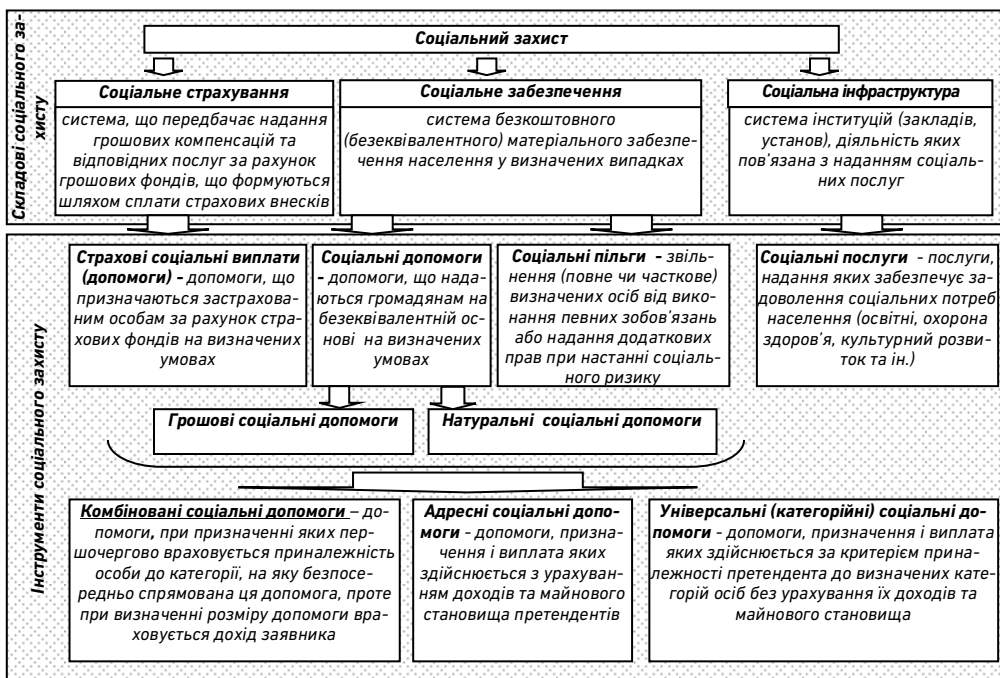 Складові соціального за-
хисту
Соціальний захист
Соціальне страхування
система, що передбачає надання
грошових компенсацій та
відповідних послуг за рахунок
грошових фондів, що формуються
шляхом сплати страхових внесків
Соціальне забезпечення
система безкоштовного
(безеквівалентного) матеріального забезпе-
чення населення у визначених випадках
Соціальна інфраструктура
система інституцій (закладів,
установ), діяльність яких
пов'язана з наданням соціаль-
них послуг
Інструменти соціального захисту
Страхові соціальні виплати
(допомоги) – допомоги, що
призначаються застрахова-
ним особам за рахунок стра-
хових фондів на визначених
умовах
Соціальні допомоги
- допомоги, що нада-
ються громадянам на
безеквівалентній ос-
нові на визначених
умовах
Соціальні пільги – звіль-
нення (повне чи часткове)
визначених осіб від вико-
нання певних зобов'язань
або надання додаткових
прав при настанні соціаль-
ного ризику
Соціальні послуги - послуги,
надання яких забезпечує за-
доволення соціальних потреб
населення (освітні, охорона
здоров'я, культурний розви-
ток та ін.)
Грошові соціальні допомоги
Натуральні соціальні допомоги
Комбіновані соціальні допомоги – до-
помоги, при призначенні яких пер-
шочергово враховується приналежність
особи до категорії, на яку безпосе-
редньо спрямована ця допомога, проте
при визначенні розміру допомоги вра-
ховується дохід заявника
Адресні соціальні допо-
моги - допомоги, призна-
чення і виплата яких
здійснюється з урахуван-
ням доходів та майнового
становища претендентів
Універсальні (категорійні) соціальні до-
помоги - допомоги, призначення і виплата
яких здійснюється за критерієм прина-
лежності претендента до визначених кате-
горій осіб без урахування їх доходів та
майнового становища